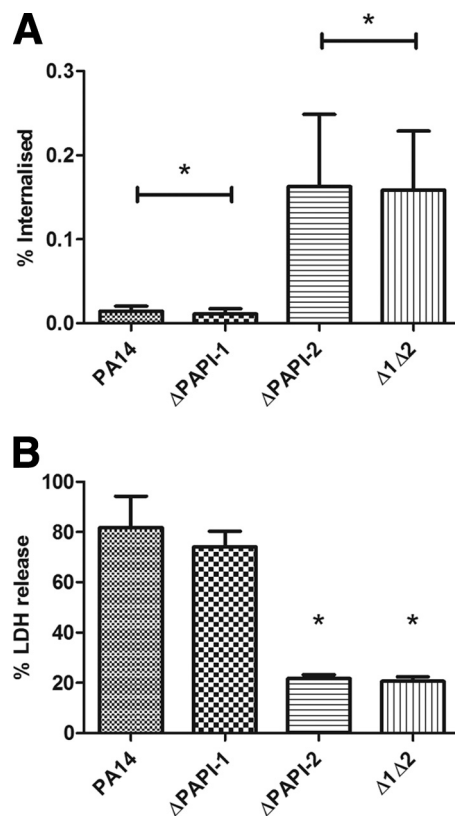 A
*
0.3
*
0.2
0.1
0.0
% Internalised
PA14
ΔPAPI-1
ΔPAPI-2
Δ1Δ2
B
100
80
60
40
20
0
% LDH release
* *
PA14
ΔPAPI-1
ΔPAPI-2
Δ1Δ2